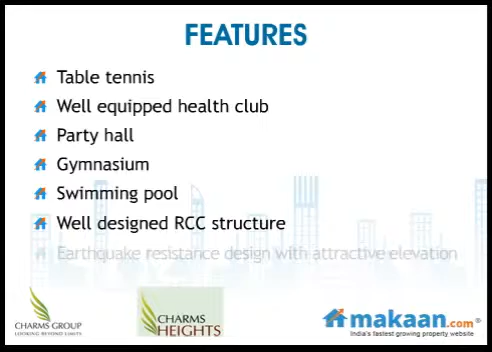 FEATURES
Table tennis
Well equipped health club
Party hall
Gymnasium
Swimming pool
Well designed RCC structure
Earthquake resistance design with attractive elevation
CHARMS GROUP
LOOKING BEYOND LIMITS
CHARMS
HEIGHTS
makaan.com®
India's fastest growing property website